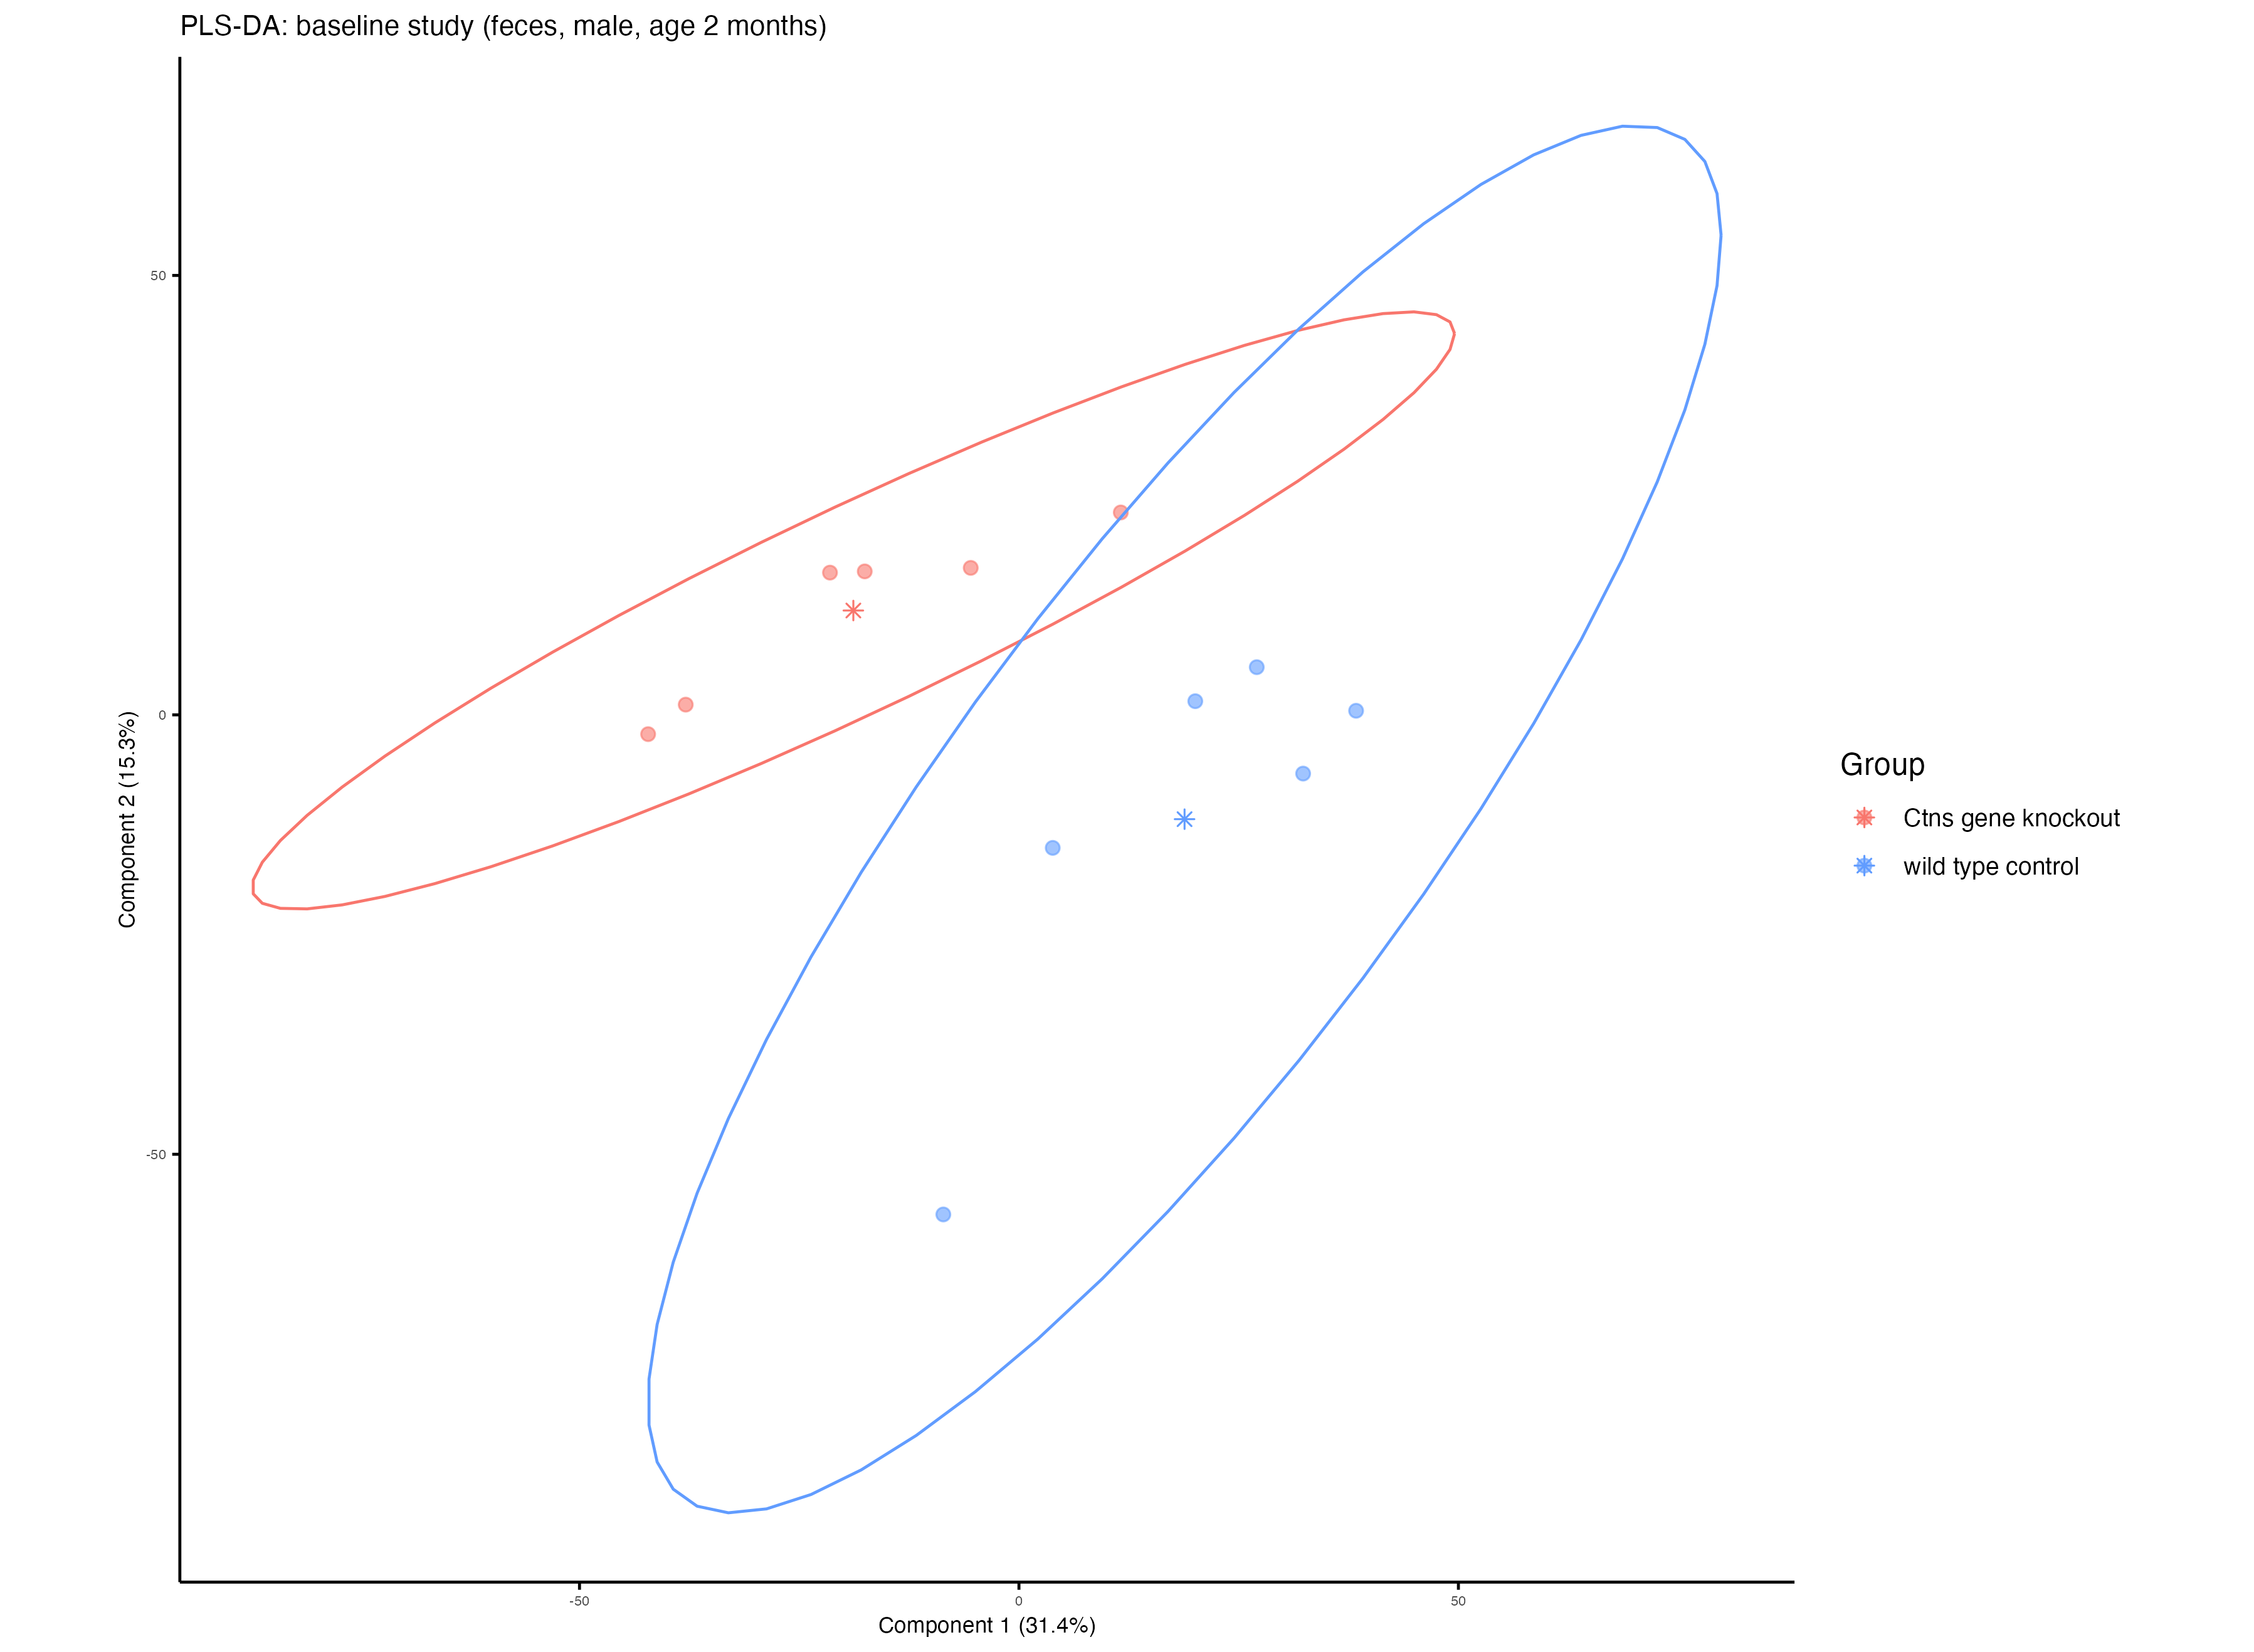 PLS-DA: baseline study (feces, male, age 2 months)
50
0
-50
Component 2 (15.3%)
-50
0
50
Component 1 (31.4%)
Group
Ctns gene knockout
wild type control